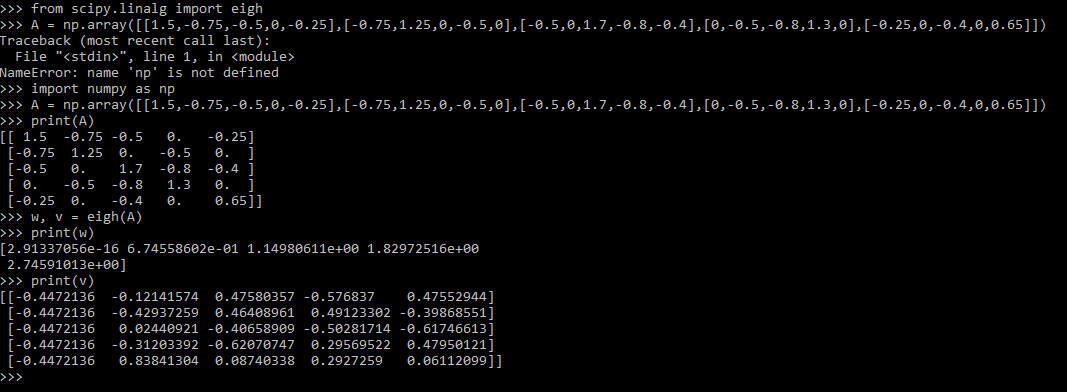 >>> from scipy.linalg import eigh
>>> A = np.array([[1.5,-0.75,-0.5,0,-0.25],[-0.75,1.25,0,-0.5,0],[-0.5,0,1.7,-0.8,-0.4],[0,-0.5,-0.8,1.3,0],[-0.25,0,-0.4,0,0.65]])
Traceback (most recent call last):
  File "<stdin>", line 1, in <module>
NameError: name 'np' is not defined
>>> import numpy as np
>>> A = np.array([[1.5,-0.75,-0.5,0,-0.25],[-0.75,1.25,0,-0.5,0],[-0.5,0,1.7,-0.8,-0.4],[0,-0.5,-0.8,1.3,0],[-0.25,0,-0.4,0,0.65]])
>>> print(A)
[[ 1.5  -0.75 -0.5   0.   -0.25]
 [-0.75  1.25  0.   -0.5   0.  ]
 [-0.5   0.    1.7  -0.8  -0.4 ]
 [ 0.   -0.5  -0.8   1.3   0.  ]
 [-0.25  0.   -0.4   0.    0.65]]
>>> w, v = eigh(A)
>>> print(w)
[2.91337056e-16 6.74558602e-01 1.14980611e+00 1.82972516e+00
 2.74591013e+00]
>>> print(v)
[[-0.4472136  -0.12141574  0.47580357 -0.576837    0.47552944]
 [-0.4472136  -0.42937259  0.46408961  0.49123302 -0.39868551]
 [-0.4472136   0.02440921 -0.40658909 -0.50281714 -0.61746613]
 [-0.4472136  -0.31203392 -0.62070747  0.29569522  0.47950121]
 [-0.4472136   0.83841304  0.08740338  0.2927259   0.06112099]]
>>>